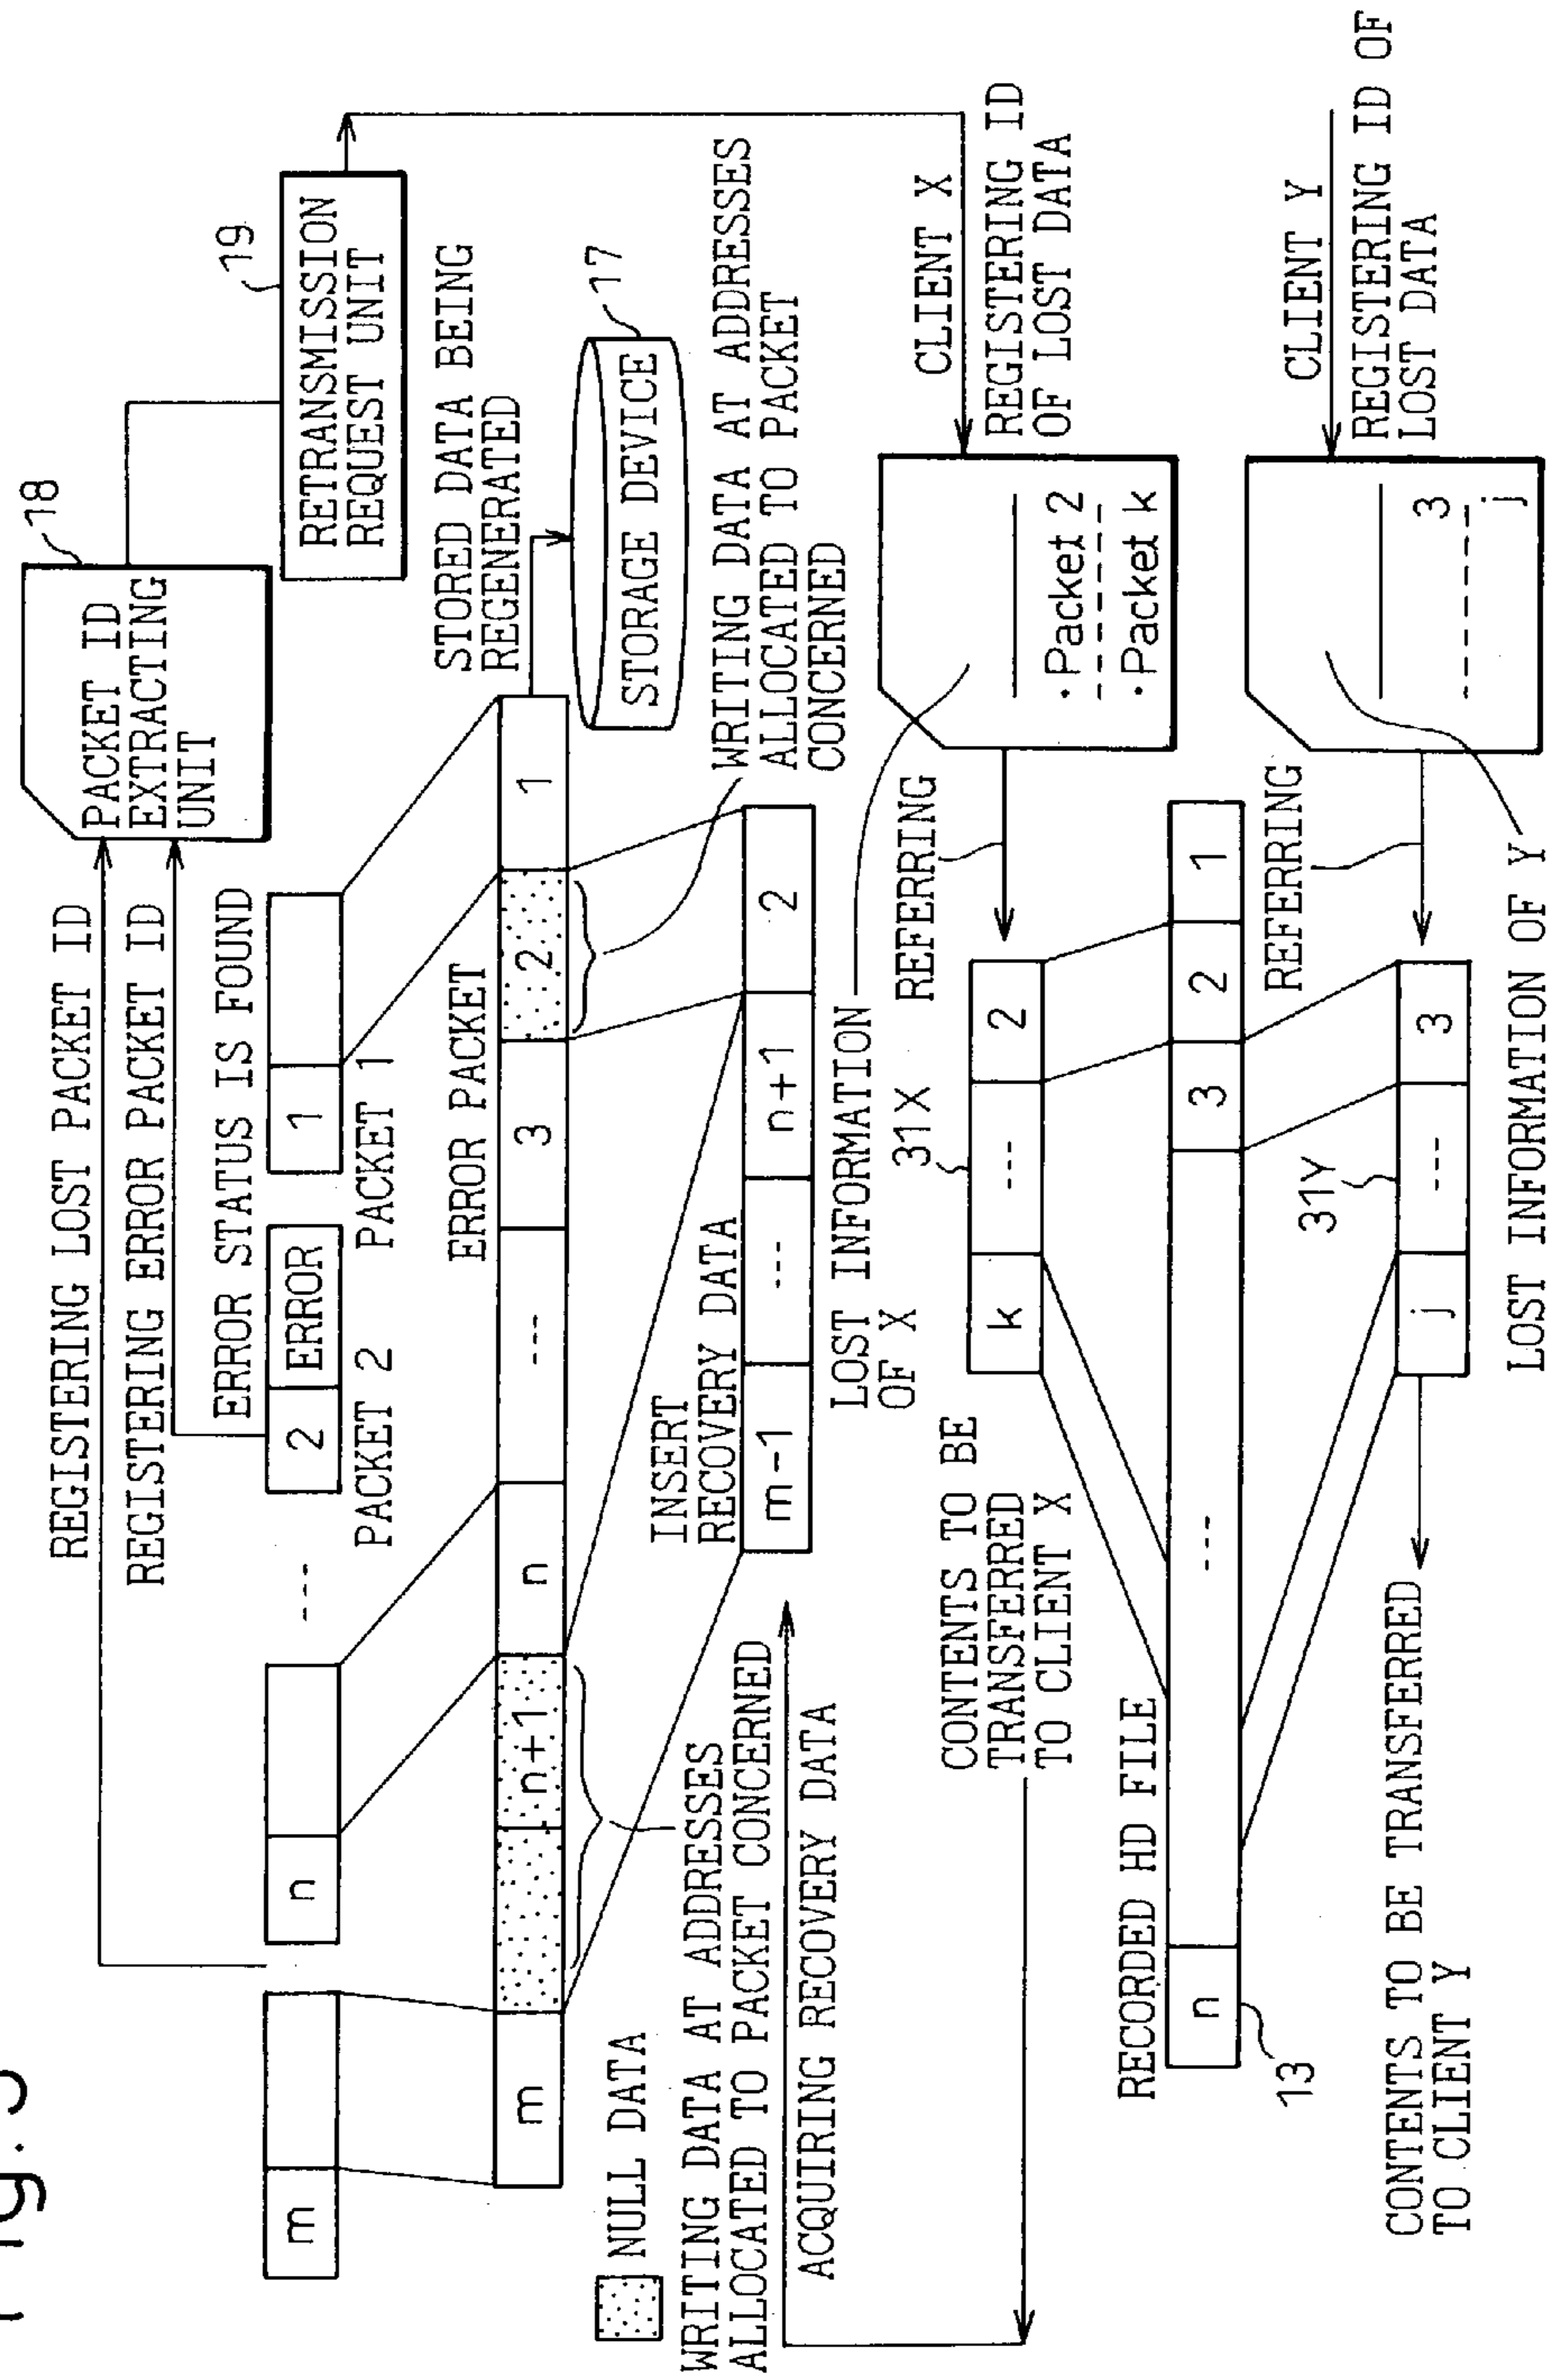 Fig. 5
REGISTERING LOST PACKET ID
REGISTERING ERROR PACKET ID
ERROR STATUS IS FOUND
PACKET ID
EXTRACTING
UNIT
18
RETRANSMISSION
REQUEST UNIT
19
m
n
---
2
ERROR
1
PACKET 2
PACKET 1
ERROR PACKET
STORED DATA BEING
REGENERATED
m
n+1
n
---
3
2
1
STORAGE DEVICE
17
NULL DATA
WRITING DATA AT ADDRESSES
ALLOCATED TO PACKET CONCERNED
INSERT
RECOVERY DATA
m-1
---
n+1
2
WRITING DATA AT ADDRESSES
ALLOCATED TO PACKET
CONCERNED
ACQUIRING RECOVERY DATA
LOST INFORMATION
OF X
CLIENT X
REGISTERING ID
OF LOST DATA
REFERRING
31X
CONTENTS TO BE
TRANSFERRED
TO CLIENT X
k
---
2
·Packet 2
-------
·Packet k
RECORDED HD FILE
n
---
3
2
1
13
CLIENT Y
REGISTERING ID OF
LOST DATA
REFERRING
31Y
j
---
3
3
--------
j
CONTENTS TO BE TRANSFERRED
TO CLIENT Y
LOST INFORMATION OF Y